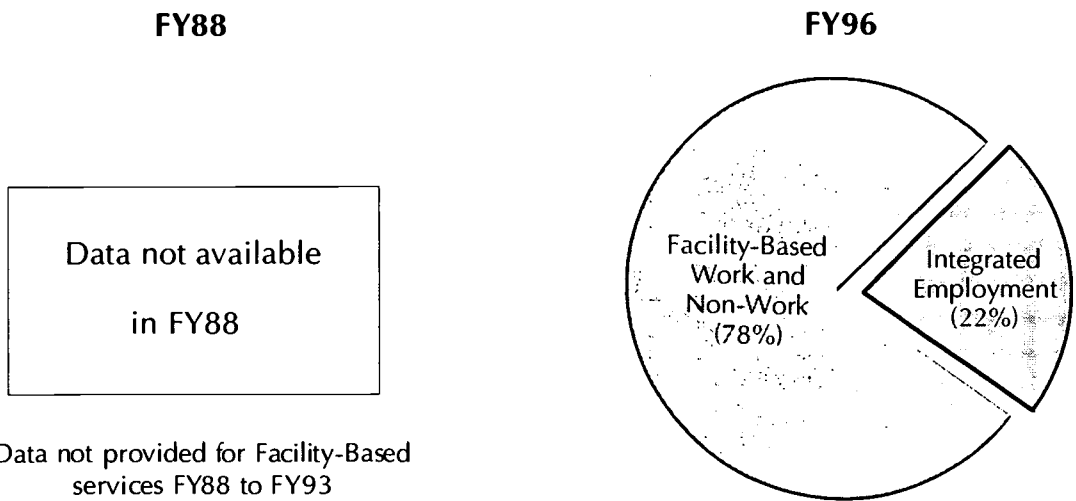 FY88
Data not available
in FY88
Data not provided for Facility-Based
services FY88 to FY93
FY96
Facility-Based
Work and
Non-Work
(78%)
Integrated
Employment
(22%)